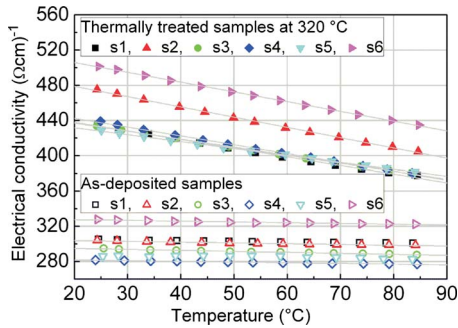 560
520
480
440
400
360
320
280
Electrical conductivity (Ωcm)-1
Thermally treated samples at 320 °C
s1, s2, s3, s4, s5, s6
As-deposited samples
s1, s2, s3, s4, s5, s6
20 30 40 50 60 70 80 90
Temperature (°C)